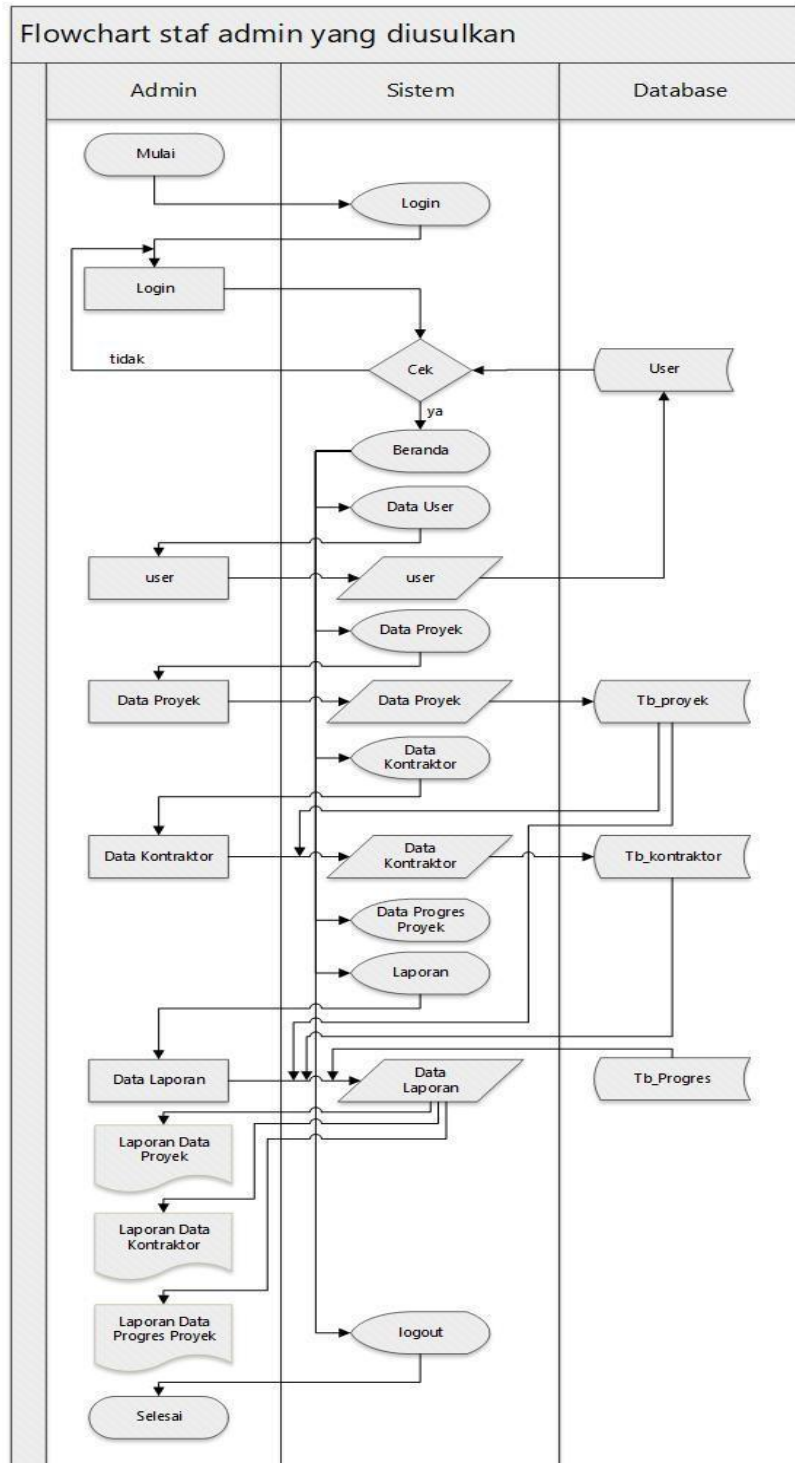 Flowchart staf admin yang diusulkan
Admin
Sistem
Database
Mulai
Login
Login
tidak
Cek
User
ya
Beranda
Data User
user
user
Data Proyek
Data Proyek
Data Proyek
Tb_proyek
Data
Kontraktor
Data Kontraktor
Data
Kontraktor
Tb_kontraktor
Data Progres
Proyek
Laporan
Data Laporan
Data
Laporan
Tb_Progres
Laporan Data
Proyek
Laporan Data
Kontraktor
Laporan Data
Progres Proyek
logout
Selesai